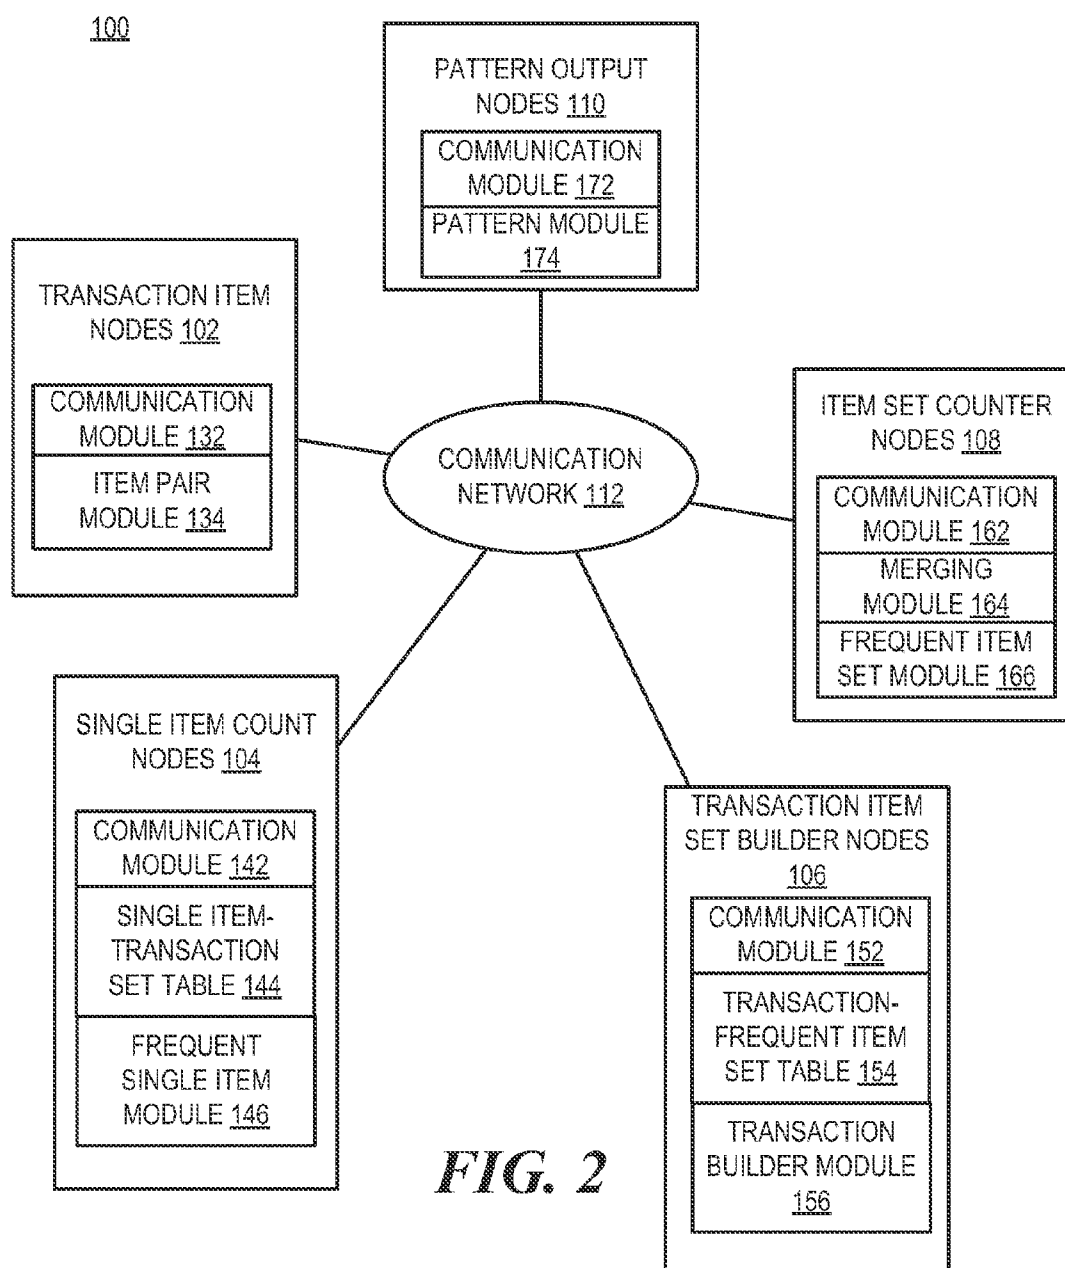 100
PATTERN OUTPUT
NODES 110
COMMUNICATION
MODULE 172
PATTERN MODULE
174
TRANSACTION ITEM
NODES 102
COMMUNICATION
MODULE 132
ITEM PAIR
MODULE 134
COMMUNICATION
NETWORK 112
ITEM SET COUNTER
NODES 108
COMMUNICATION
MODULE 162
MERGING
MODULE 164
FREQUENT ITEM
SET MODULE 166
SINGLE ITEM COUNT
NODES 104
COMMUNICATION
MODULE 142
SINGLE ITEM-
TRANSACTION
SET TABLE 144
FREQUENT
SINGLE ITEM
MODULE 146
TRANSACTION ITEM
SET BUILDER NODES
106
COMMUNICATION
MODULE 152
TRANSACTION-
FREQUENT ITEM
SET TABLE 154
TRANSACTION
BUILDER MODULE
156
FIG. 2